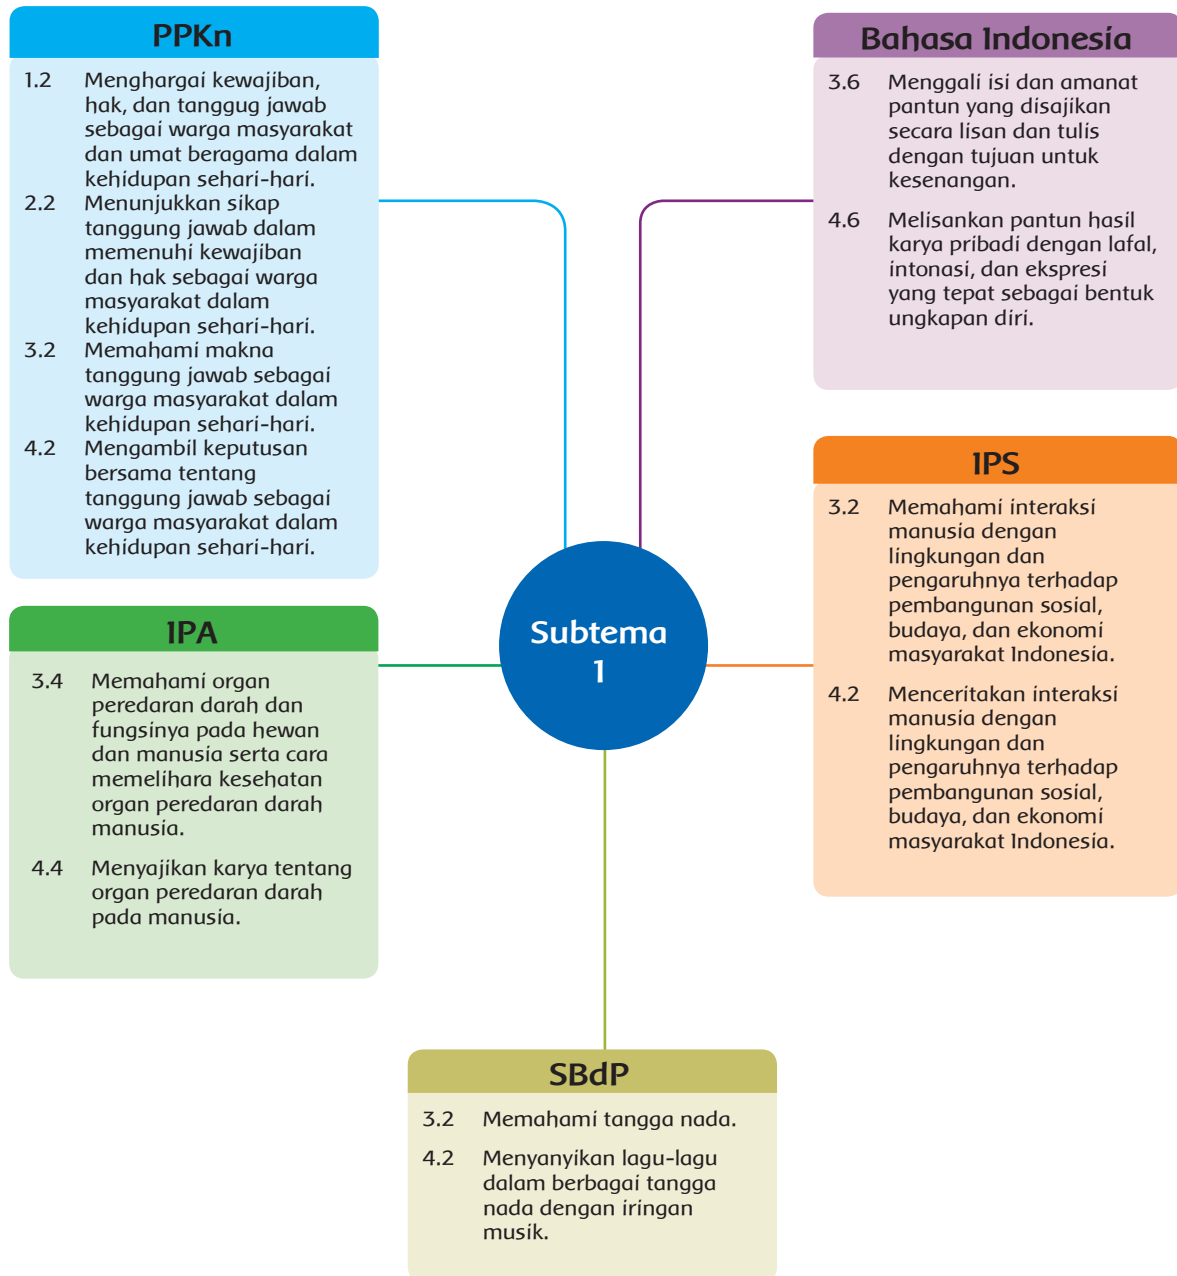 PPKn
1.2 Menghargai kewajiban,
hak, dan tanggug jawab
sebagai warga masyarakat
dan umat beragama dalam
kehidupan sehari-hari.
2.2 Menunjukkan sikap
tanggung jawab dalam
memenuhi kewajiban
dan hak sebagai warga
masyarakat dalam
kehidupan sehari-hari.
3.2 Memahami makna
tanggung jawab sebagai
warga masyarakat dalam
kehidupan sehari-hari.
4.2 Mengambil keputusan
bersama tentang
tanggung jawab sebagai
warga masyarakat dalam
kehidupan sehari-hari.
Bahasa Indonesia
3.6 Menggali isi dan amanat
pantun yang disajikan
secara lisan dan tulis
dengan tujuan untuk
kesenangan.
4.6 Melisankan pantun hasil
karya pribadi dengan lafal,
intonasi, dan ekspresi
yang tepat sebagai bentuk
ungkapan diri.
IPS
3.2 Memahami interaksi
manusia dengan
lingkungan dan
pengaruhnya terhadap
pembangunan sosial,
budaya, dan ekonomi
masyarakat Indonesia.
4.2 Menceritakan interaksi
manusia dengan
lingkungan dan
pengaruhnya terhadap
pembangunan sosial,
budaya, dan ekonomi
masyarakat Indonesia.
Subtema
1
IPA
3.4 Memahami organ
peredaran darah dan
fungsinya pada hewan
dan manusia serta cara
memelihara kesehatan
organ peredaran darah
manusia.
4.4 Menyajikan karya tentang
organ peredaran darah
pada manusia.
SBdP
3.2 Memahami tangga nada.
4.2 Menyanyikan lagu-lagu
dalam berbagai tangga
nada dengan iringan
musik.